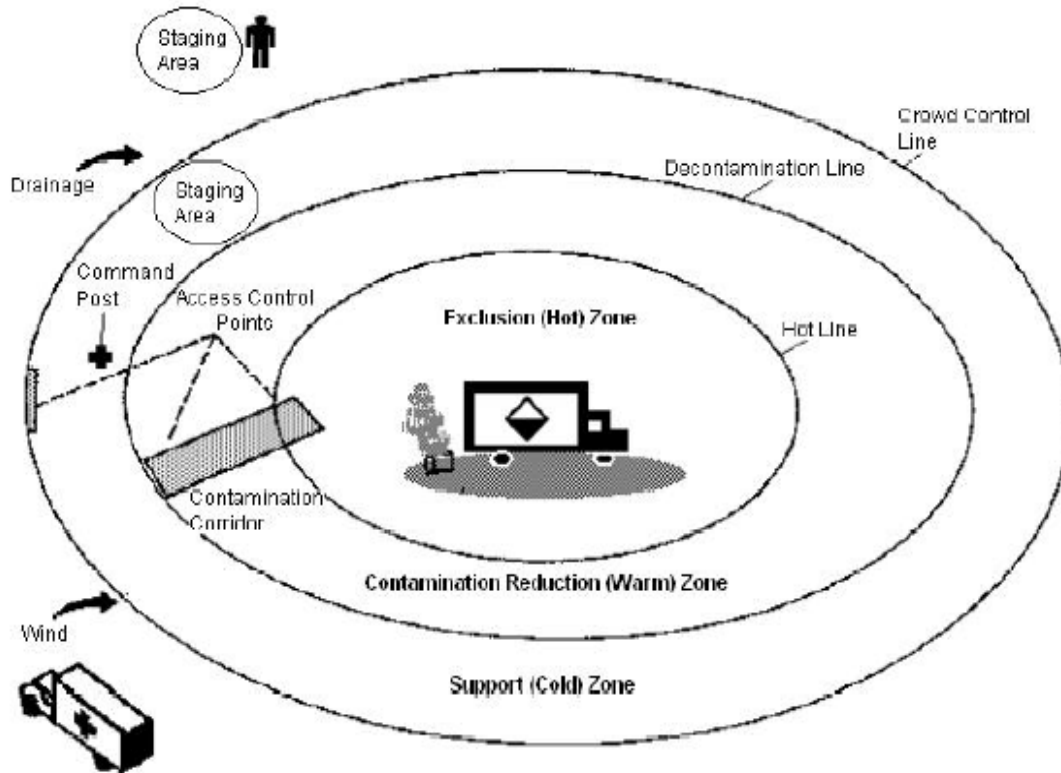 Staging
Area
Crowd Control
Line
Decontamination Line
Drainage
Staging
Area
Command
Post
Access Control
Points
Exclusion (Hot) Zone
Hot Line
Contamination
Corridor
Contamination Reduction (Warm) Zone
Wind
Support (Cold) Zone